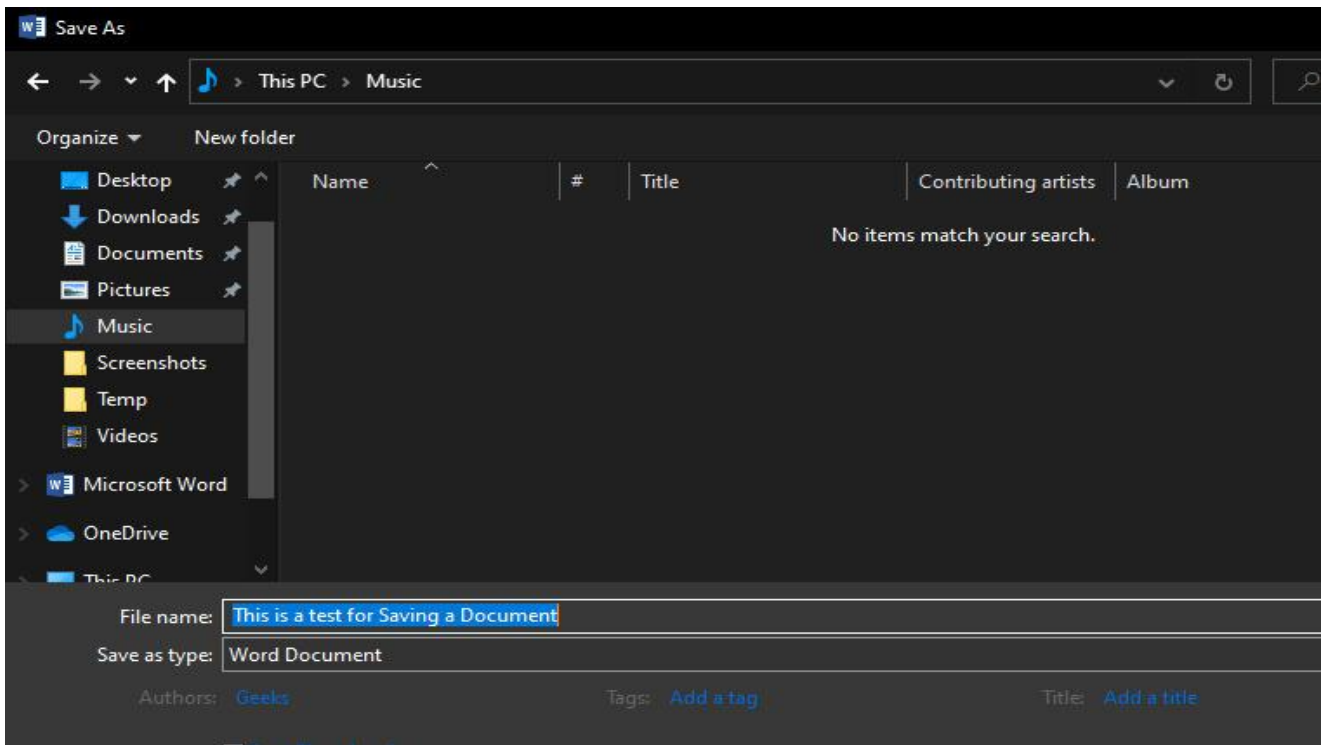 Save As
This PC > Music
Organize New folder
Name # Title Contributing artists Album
No items match your search.
Desktop
Downloads
Documents
Pictures
Music
Screenshots
Temp
Videos
Microsoft Word
OneDrive
This PC
File name: This is a test for Saving a Document
Save as type: Word Document
Authors: Geeks Tags: Add a tag Title: Add a title